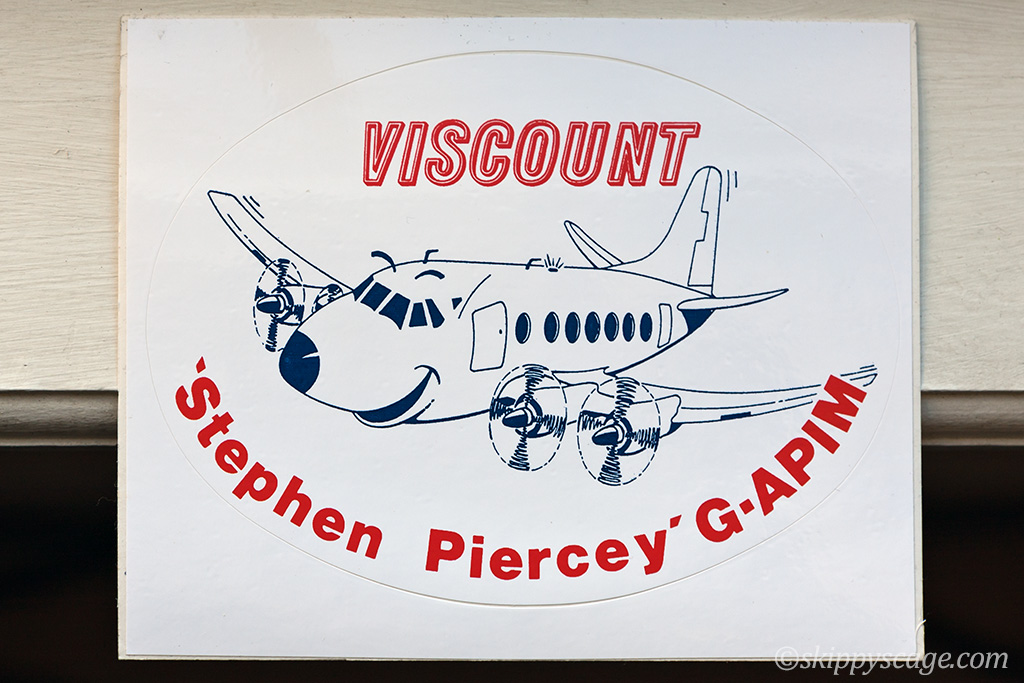 VISCOUNT
'Stephen Piercey' G-APIM
©skippyscage.com